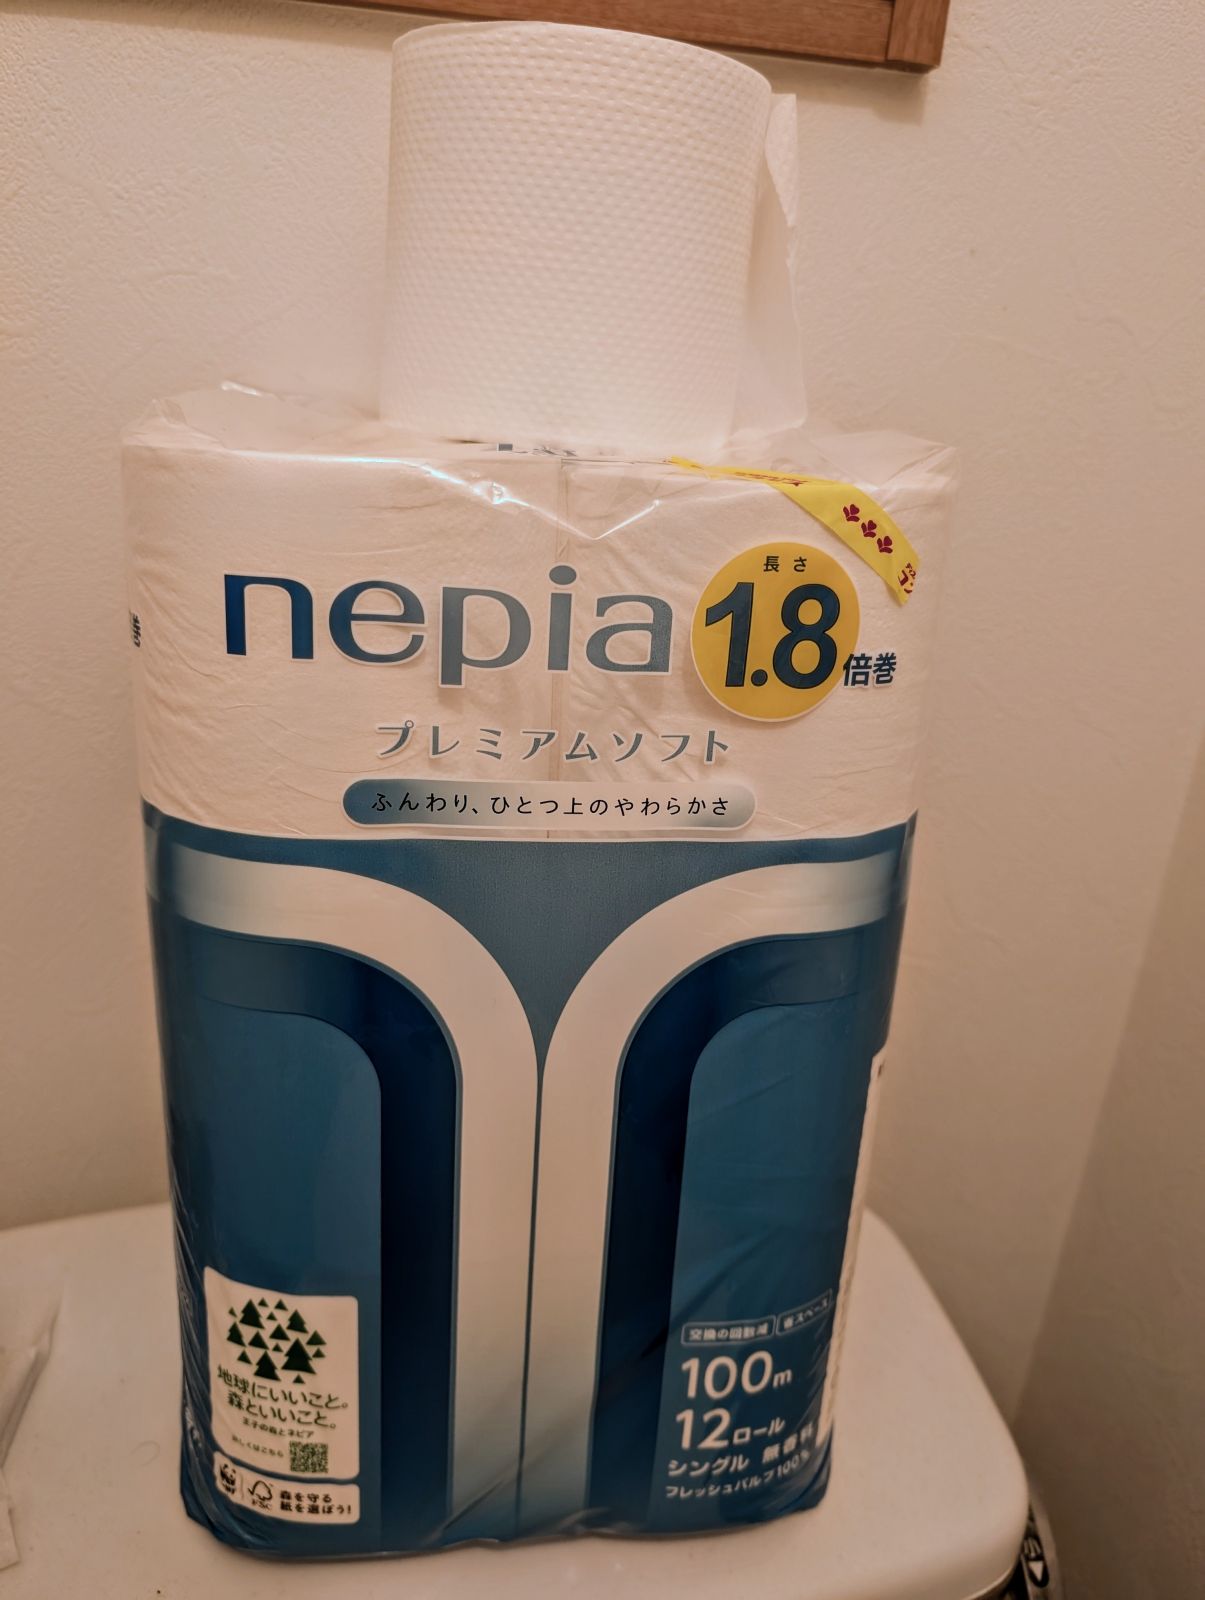 nepia
長さ
1.8
倍巻
プレミアムソフト
ふんわり、ひとつ上のやわらかさ
地球にいいこと。
森といいこと。
王子の森とネピア
詳しくはこちら
WWF
FSC
森を守る
紙を選ぼう!
交換の回数減
省スペース
100m
12ロール
シングル 無香料
フレッシュパルプ100%